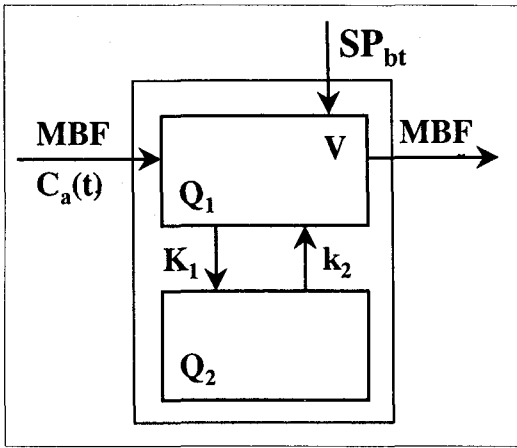 SP_bt
MBF
MBF
V
C_a(t)
Q_1
K_1
k_2
Q_2